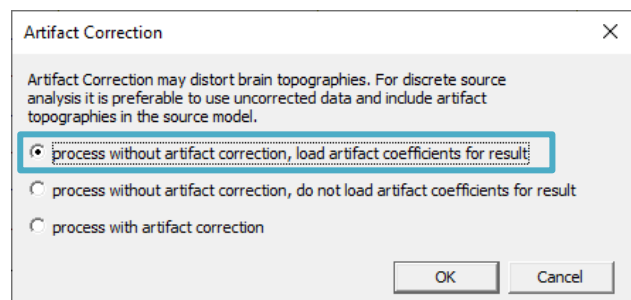 Artifact Correction
Artifact Correction may distort brain topographies. For discrete source
analysis it is preferable to use uncorrected data and include artifact
topographies in the source model.
process without artifact correction, load artifact coefficients for result
process without artifact correction, do not load artifact coefficients for result
process with artifact correction
OK
Cancel